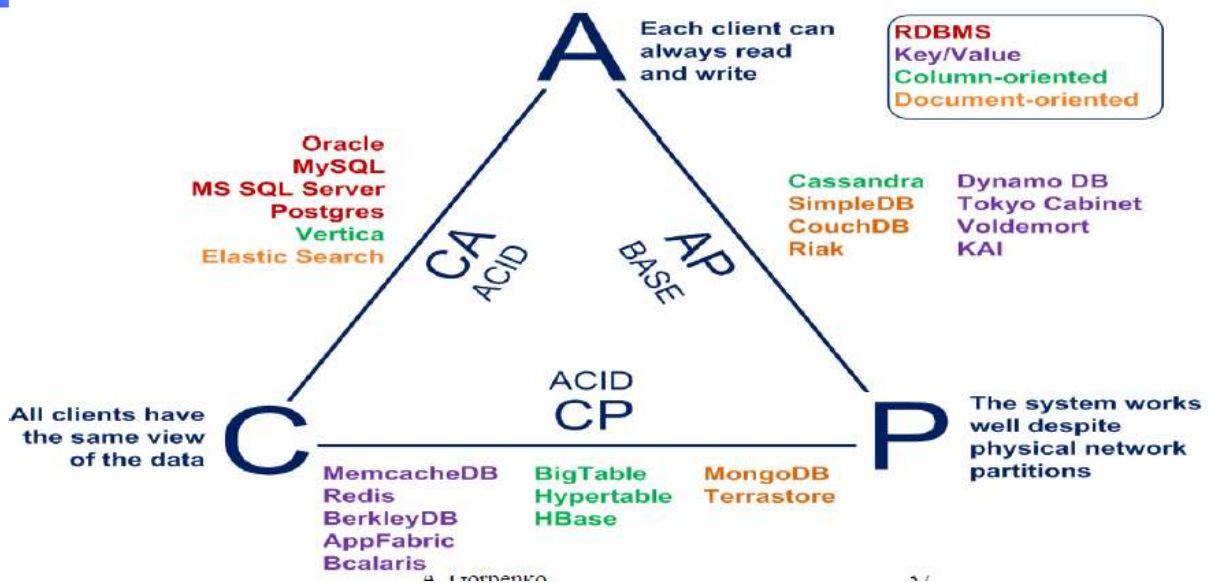 A
Each client can
always read
and write
RDBMS
Key/Value
Column-oriented
Document-oriented
Oracle
MySQL
MS SQL Server
Postgres
Vertica
Elastic Search
CA
ACID
AP
BASE
Cassandra
SimpleDB
CouchDB
Riak
Dynamo DB
Tokyo Cabinet
Voldemort
KAI
ACID
CP
All clients have
the same view
of the data
C
P
The system works
well despite
physical network
partitions
MemcacheDB
Redis
BerkleyDB
AppFabric
Bcalaris
BigTable
Hypertable
HBase
MongoDB
Terrastore